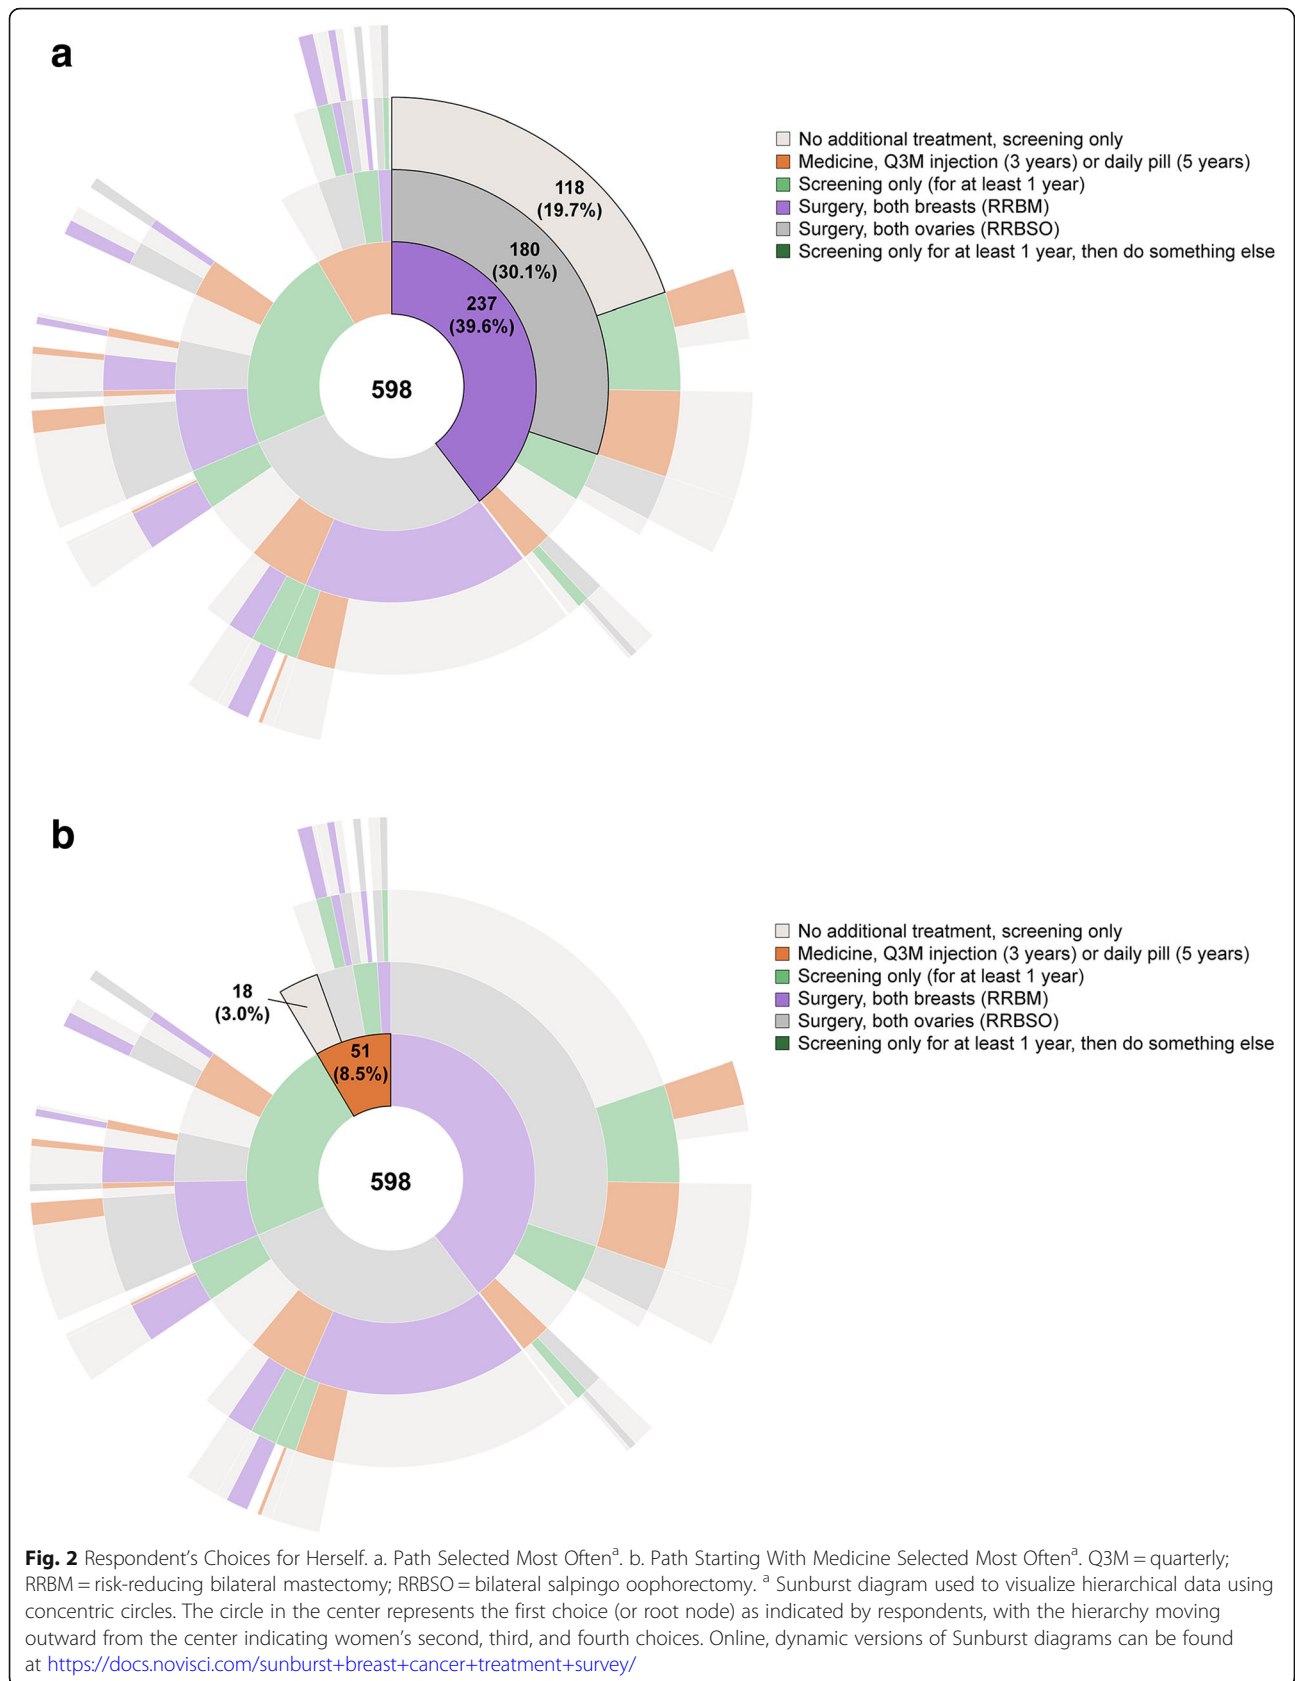 a
No additional treatment, screening only
Medicine, Q3M injection (3 years) or daily pill (5 years)
Screening only (for at least 1 year)
Surgery, both breasts (RRBM)
Surgery, both ovaries (RRBSO)
Screening only for at least 1 year, then do something else
118
(19.7%)
180
(30.1%)
237
(39.6%)
598
b
No additional treatment, screening only
Medicine, Q3M injection (3 years) or daily pill (5 years)
Screening only (for at least 1 year)
Surgery, both breasts (RRBM)
Surgery, both ovaries (RRBSO)
Screening only for at least 1 year, then do something else
18
(3.0%)
51
(8.5%)
598
Fig. 2 Respondent's Choices for Herself. a. Path Selected Most Oftenᵃ. b. Path Starting With Medicine Selected Most Oftenᵃ. Q3M = quarterly;
RRBM = risk-reducing bilateral mastectomy; RRBSO = bilateral salpingo oophorectomy. ᵃ Sunburst diagram used to visualize hierarchical data using
concentric circles. The circle in the center represents the first choice (or root node) as indicated by respondents, with the hierarchy moving
outward from the center indicating women's second, third, and fourth choices. Online, dynamic versions of Sunburst diagrams can be found
at https://docs.novisci.com/sunburst+breast+cancer+treatment+survey/